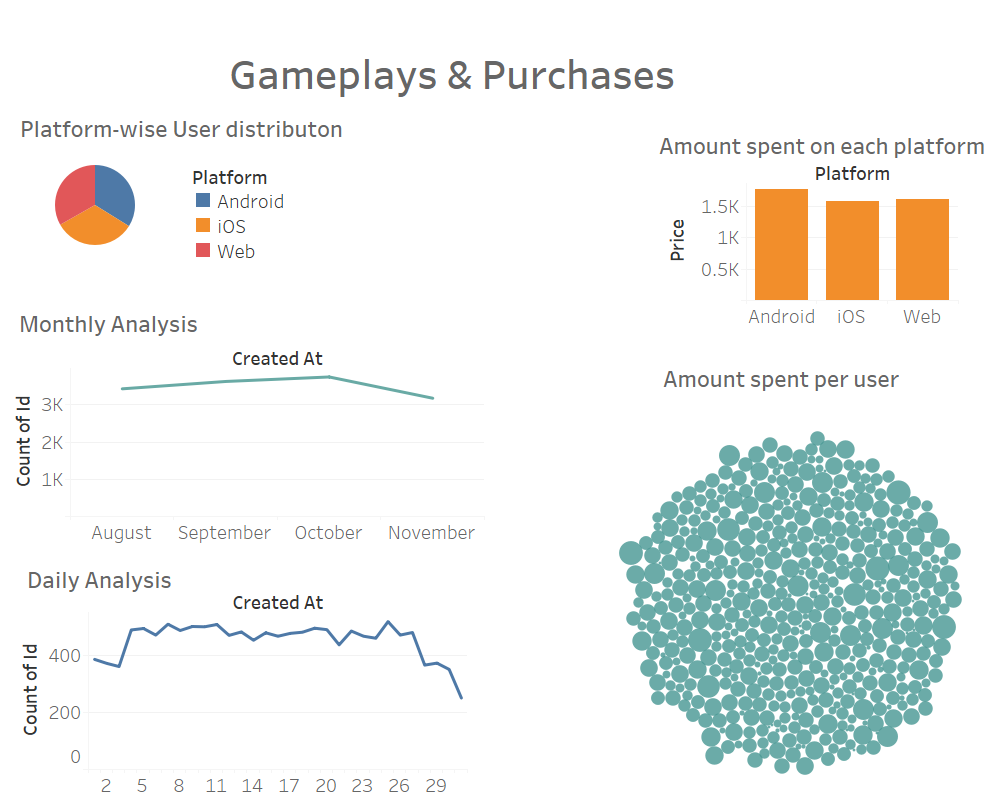 Gameplays & Purchases
Platform-wise User distributon
Platform
Android
iOS
Web
Amount spent on each platform
Platform
Price
1.5K
1K
0.5K
Android iOS Web
Monthly Analysis
Created At
Count of Id
3K
2K
1K
August September October November
Amount spent per user
Daily Analysis
Created At
Count of Id
400
200
0
2 5 8 11 14 17 20 23 26 29